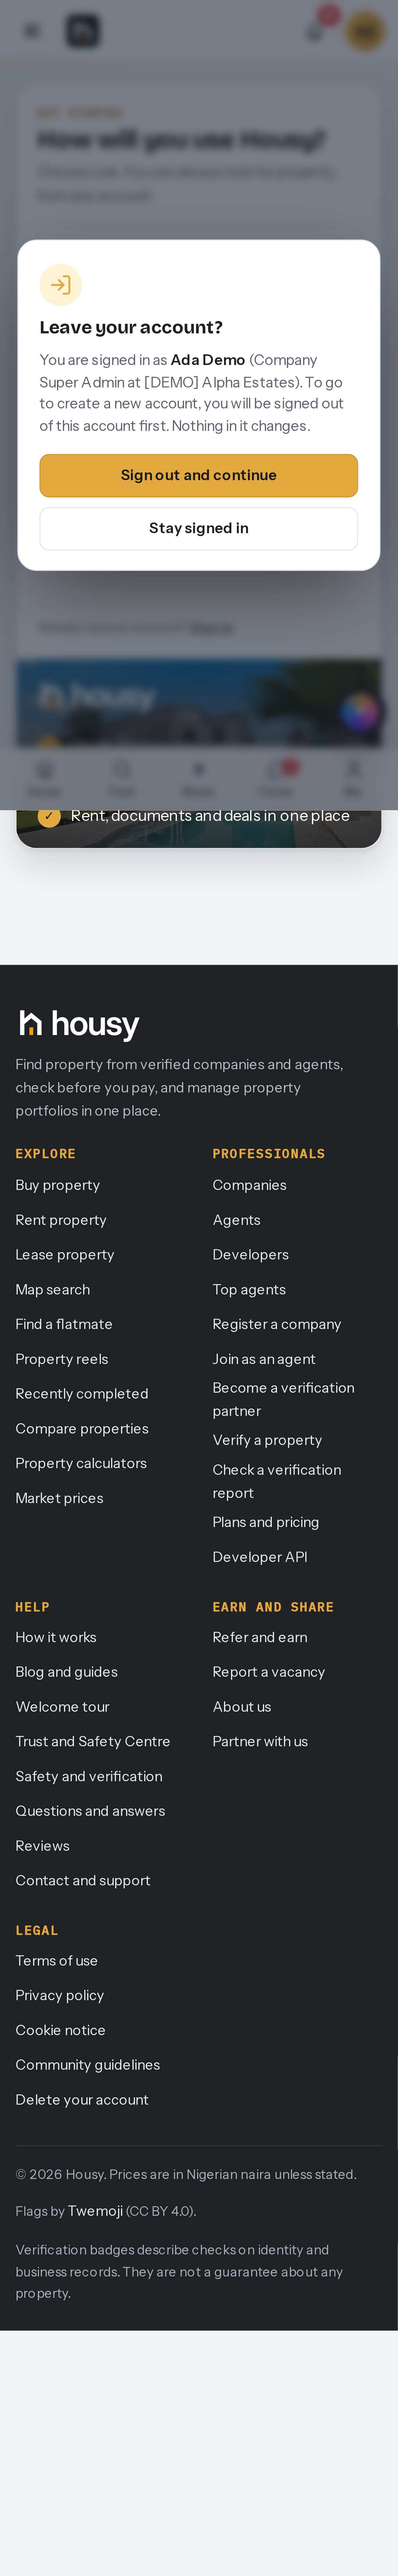 How will you use Housy?
Leave your account?
You are signed in as Ada Demo (Company
Super Admin at [DEMO] Alpha Estates). To go
to create a new account, you will be signed out
of this account first. Nothing in it changes.
Sign out and continue
Stay signed in
housy
Rent, documents and deals in one place
housy
Find property from verified companies and agents,
check before you pay, and manage property
portfolios in one place.
EXPLORE
Buy property
Rent property
Lease property
Map search
Find a flatmate
Property reels
Recently completed
Compare properties
Property calculators
Market prices
PROFESSIONALS
Companies
Agents
Developers
Top agents
Register a company
Join as an agent
Become a verification
partner
Verify a property
Check a verification
report
Plans and pricing
Developer API
HELP
How it works
Blog and guides
Welcome tour
Trust and Safety Centre
Safety and verification
Questions and answers
Reviews
Contact and support
EARN AND SHARE
Refer and earn
Report a vacancy
About us
Partner with us
LEGAL
Terms of use
Privacy policy
Cookie notice
Community guidelines
Delete your account
© 2026 Housy. Prices are in Nigerian naira unless stated.
Flags by Twemoji (CC BY 4.0).
Verification badges describe checks on identity and
business records. They are not a guarantee about any
property.